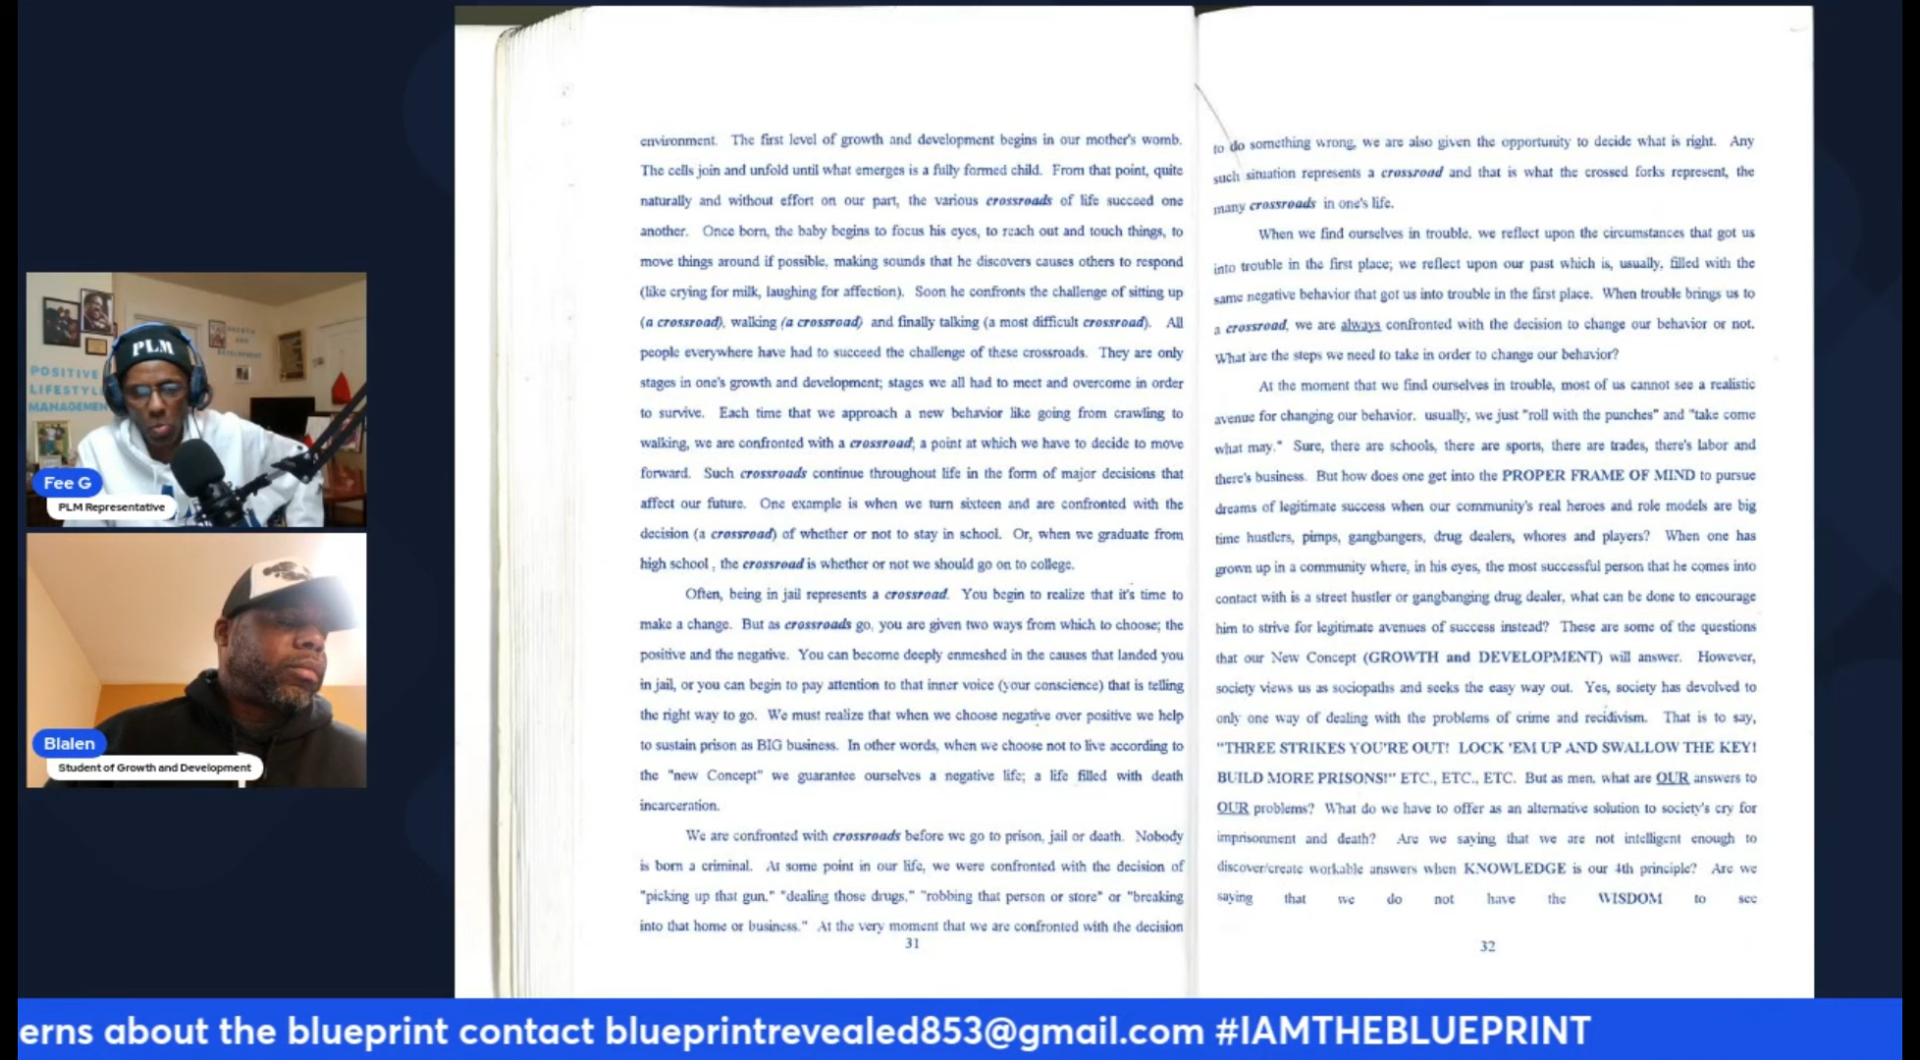 PLM
POSITIVE
LIFESTYLE
MANAGEMEN
Fee G
PLM Representative
Blalen
Student of Growth and Development
environment. The first level of growth and development begins in our mother's womb.
The cells join and unfold until what emerges is a fully formed child. From that point, quite
naturally and without effort on our part, the various crossroads of life succeed one
another. Once born, the baby begins to focus his eyes, to reach out and touch things, to
move things around if possible, making sounds that he discovers causes others to respond
(like crying for milk, laughing for affection). Soon he confronts the challenge of sitting up
(a crossroad), walking (a crossroad) and finally talking (a most difficult crossroad). All
people everywhere have had to succeed the challenge of these crossroads. They are only
stages in one's growth and development; stages we all had to meet and overcome in order
to survive. Each time that we approach a new behavior like going from crawling to
walking, we are confronted with a crossroad; a point at which we have to decide to move
forward. Such crossroads continue throughout life in the form of major decisions that
affect our future. One example is when we turn sixteen and are confronted with the
decision (a crossroad) of whether or not to stay in school. Or, when we graduate from
high school , the crossroad is whether or not we should go on to college.
Often, being in jail represents a crossroad. You begin to realize that it's time to
make a change. But as crossroads go, you are given two ways from which to choose; the
positive and the negative. You can become deeply enmeshed in the causes that landed you
in jail, or you can begin to pay attention to that inner voice (your conscience) that is telling
the right way to go. We must realize that when we choose negative over positive we help
to sustain prison as BIG business. In other words, when we choose not to live according to
the "new Concept" we guarantee ourselves a negative life; a life filled with death
incarceration.
We are confronted with crossroads before we go to prison, jail or death. Nobody
is born a criminal. At some point in our life, we were confronted with the decision of
"picking up that gun," "dealing those drugs," "robbing that person or store" or "breaking
into that home or business." At the very moment that we are confronted with the decision
31
to do something wrong, we are also given the opportunity to decide what is right. Any
such situation represents a crossroad and that is what the crossed forks represent, the
many crossroads in one's life.
When we find ourselves in trouble, we reflect upon the circumstances that got us
into trouble in the first place; we reflect upon our past which is, usually, filled with the
same negative behavior that got us into trouble in the first place. When trouble brings us to
a crossroad, we are always confronted with the decision to change our behavior or not.
What are the steps we need to take in order to change our behavior?
At the moment that we find ourselves in trouble, most of us cannot see a realistic
avenue for changing our behavior. usually, we just "roll with the punches" and "take come
what may." Sure, there are schools, there are sports, there are trades, there's labor and
there's business. But how does one get into the PROPER FRAME OF MIND to pursue
dreams of legitimate success when our community's real heroes and role models are big
time hustlers, pimps, gangbangers, drug dealers, whores and players? When one has
grown up in a community where, in his eyes, the most successful person that he comes into
contact with is a street hustler or gangbanging drug dealer, what can be done to encourage
him to strive for legitimate avenues of success instead? These are some of the questions
that our New Concept (GROWTH and DEVELOPMENT) will answer. However,
society views us as sociopaths and seeks the easy way out. Yes, society has devolved to
only one way of dealing with the problems of crime and recidivism. That is to say,
"THREE STRIKES YOU'RE OUT! LOCK 'EM UP AND SWALLOW THE KEY!
BUILD MORE PRISONS!" ETC., ETC., ETC. But as men, what are OUR answers to
OUR problems? What do we have to offer as an alternative solution to society's cry for
imprisonment and death? Are we saying that we are not intelligent enough to
discover/create workable answers when KNOWLEDGE is our 4th principle? Are we
saying that we do not have the WISDOM to see
32
erns about the blueprint contact blueprintrevealed853@gmail.com #IAMTHEBLUEPRINT